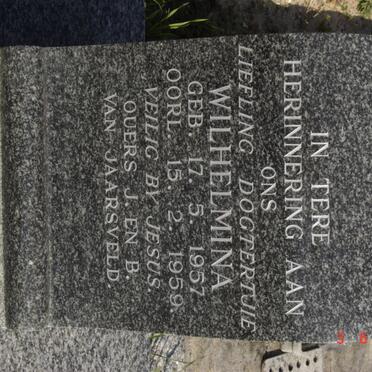 IN TERE
HERINNERING AAN
ONS
LIEFLING DOGTERTJIE
WILHELMINA
GEB. 17. 5. 1957
OORL. 15. 2. 1959.
VEILIG BY JESUS.
OUERS J. EN B.
VAN JAARSVELD.